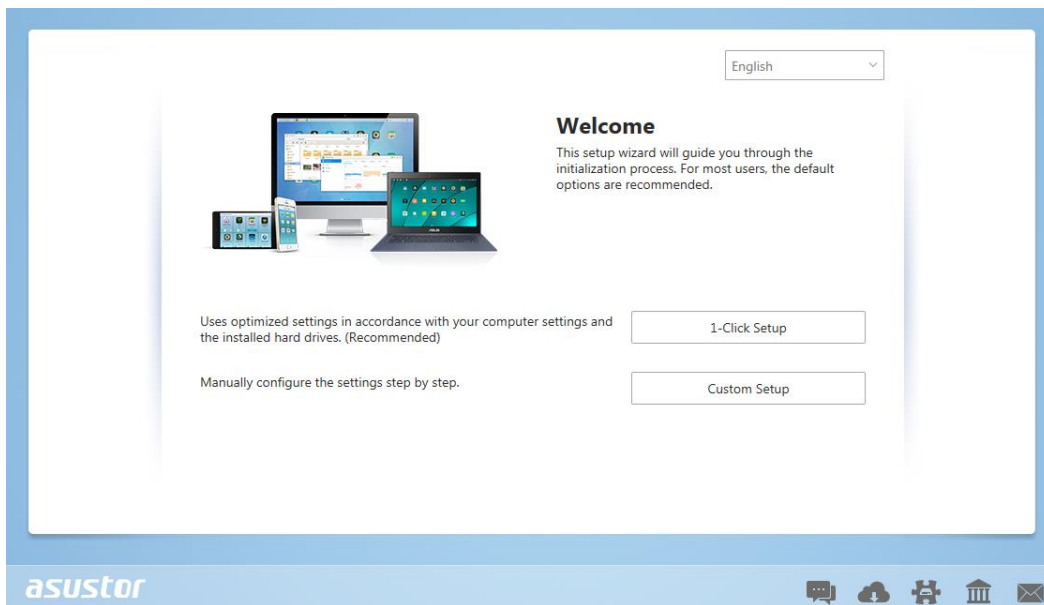 English
Welcome
This setup wizard will guide you through the
initialization process. For most users, the default
options are recommended.
Uses optimized settings in accordance with your computer settings and
the installed hard drives. (Recommended)
1-Click Setup
Manually configure the settings step by step.
Custom Setup
asustor